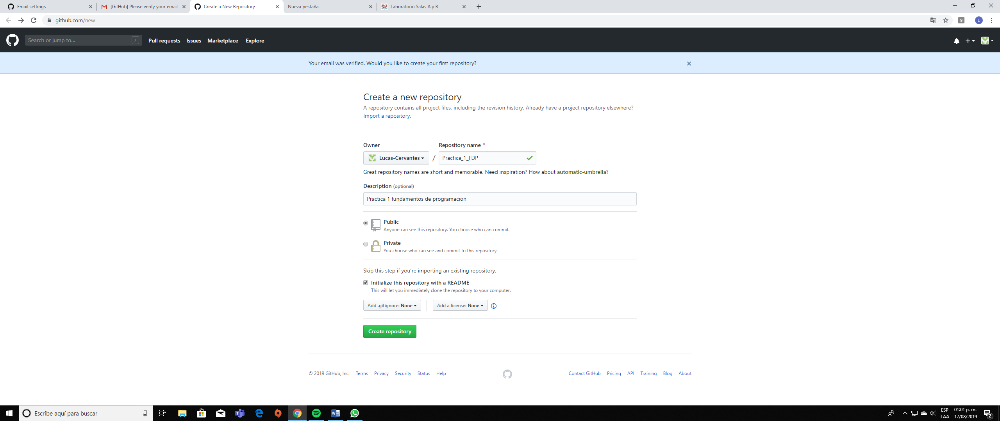 Email settings
[GitHub] Please verify your email
Create a New Repository
Nueva pestaña
Laboratorio Salas A y B
github.com/new
9
L
Search or jump to...
/
Pull requests
Issues
Marketplace
Explore
Your email was verified. Would you like to create your first repository?
Create a new repository
A repository contains all project files, including the revision history. Already have a project repository elsewhere?
Import a repository.
Owner
Repository name *
Lucas-Cervantes
/
Practica_1_FDP
Great repository names are short and memorable. Need inspiration? How about automatic-umbrella?
Description (optional)
Practica 1 fundamentos de programacion
Public
Anyone can see this repository. You choose who can commit.
Private
You choose who can see and commit to this repository.
Skip this step if you’re importing an existing repository.
Initialize this repository with a README
This will let you immediately clone the repository to your computer.
Add .gitignore: None
Add a license: None
Create repository
© 2019 GitHub, Inc.
Terms
Privacy
Security
Status
Help
Contact GitHub
Pricing
API
Training
Blog
About
Escribe aquí para buscar
ESP
LAA
01:01 p. m.
17/08/2019
2